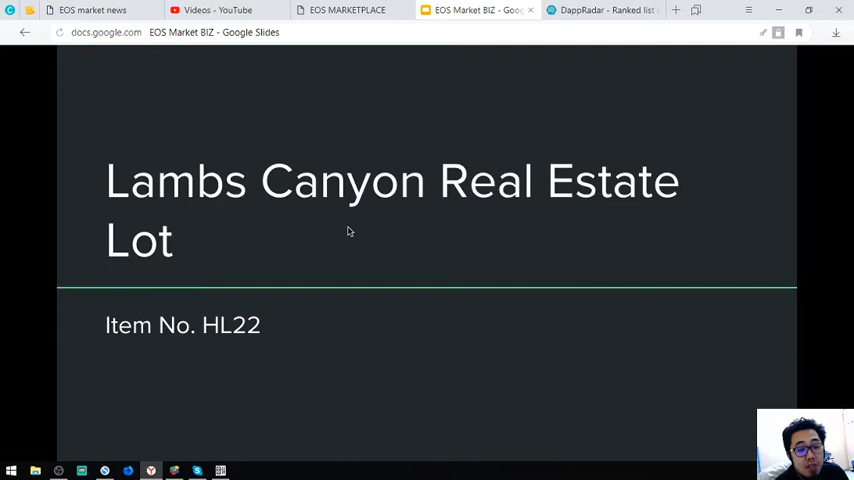 EOS market news
Videos - YouTube
EOS MARKETPLACE
EOS Market BIZ - Goog
DappRadar - Ranked list
docs.google.com EOS Market BIZ - Google Slides
Lambs Canyon Real Estate
Lot
Item No. HL22